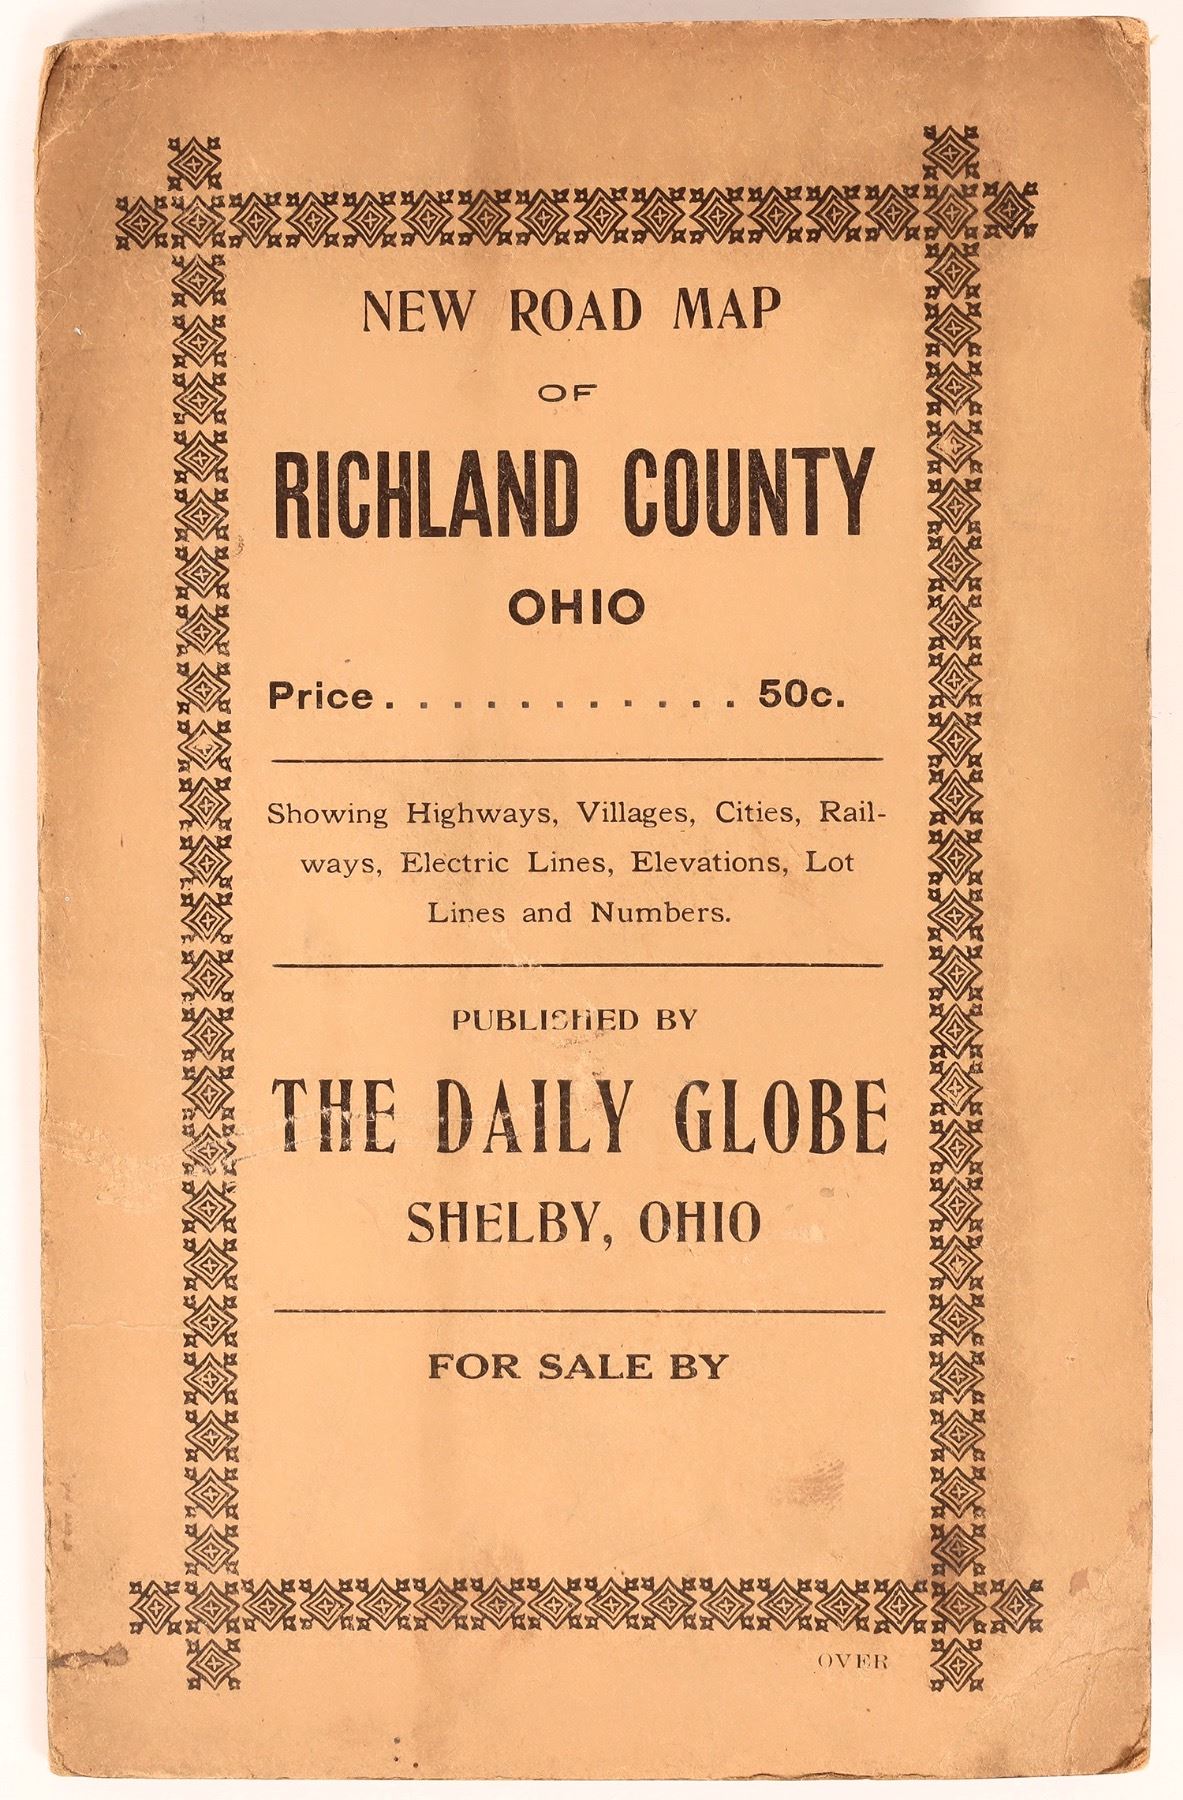 NEW ROAD MAP
OF
RICHLAND COUNTY
OHIO
Price . . . . . . . . . . . . 50c.
Showing Highways, Villages, Cities, Rail-
ways, Electric Lines, Elevations, Lot
Lines and Numbers.
PUBLISHED BY
THE DAILY GLOBE
SHELBY, OHIO
FOR SALE BY
OVER